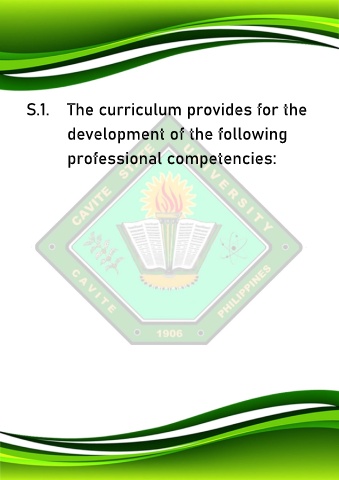 S.1. The curriculum provides for the
development of the following
professional competencies:
CAVITE STATE UNIVERSITY
CAVITE
PHILIPPINES
1906